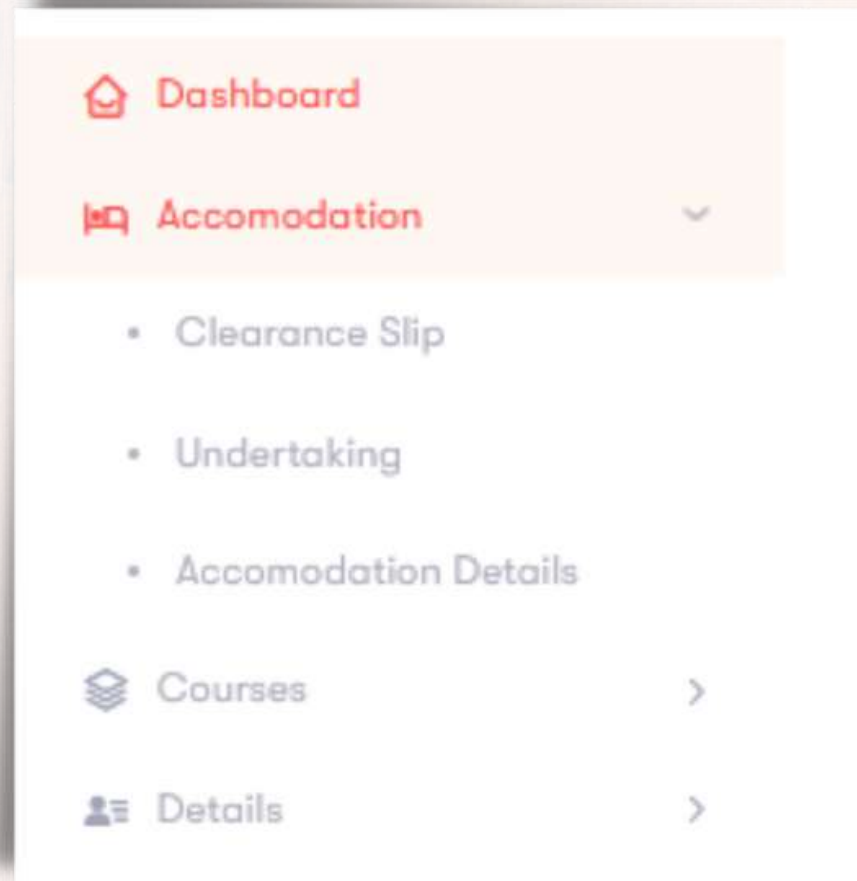 Dashboard
Accomodation
Clearance Slip
Undertaking
Accomodation Details
Courses
Details